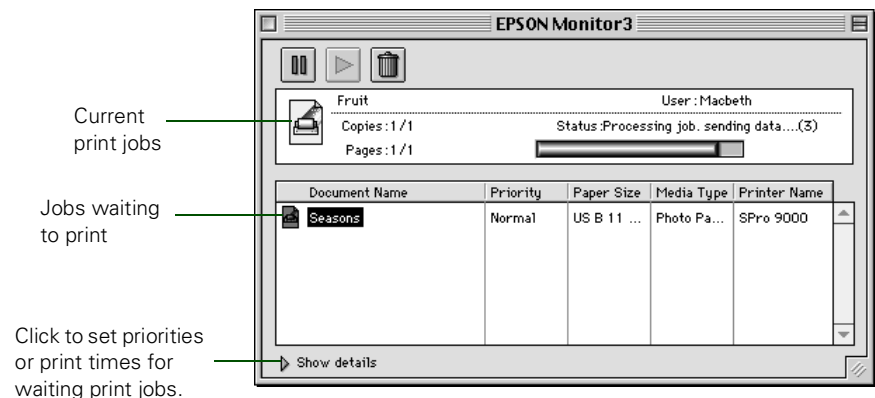 EPSON Monitor3
Fruit User : Macbeth
Current
print jobs
Copies : 1 / 1 Status :Processing job. sending data....(3)
Pages : 1 / 1
Document Name Priority Paper Size Media Type Printer Name
Jobs waiting
to print
Seasons Normal US B 11 ... Photo Pa... SPro 9000
Click to set priorities
or print times for
waiting print jobs.
Show details